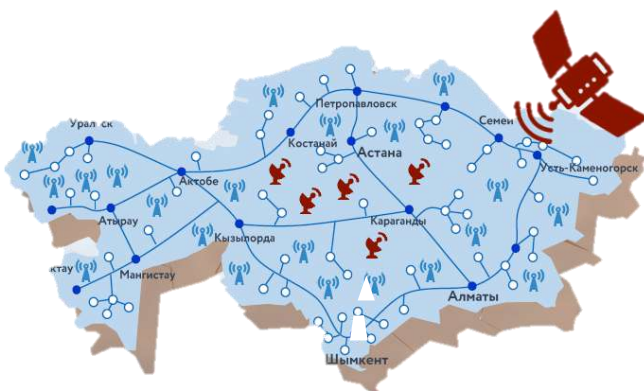 Петропавловск
Семей
Урал ск
Костанай
Астана
Усть-Каменогорск
Актобе
Атырау
Караганды
Кызылорда
ктау
Мангистау
Алматы
Шымкент